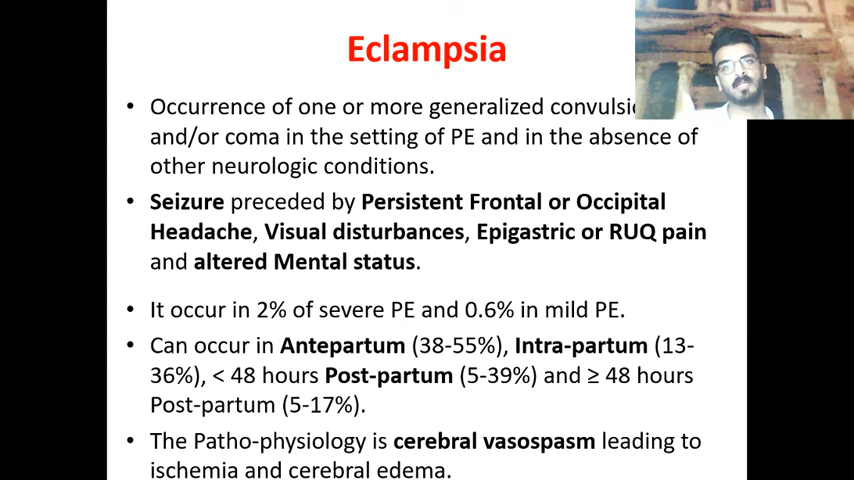 Eclampsia
• Occurrence of one or more generalized
and/or coma in the setting of PE and in the absence of
other neurologic conditions.
• Seizure preceded by Persistent Frontal or Occipital
Headache, Visual disturbances, Epigastric or RUQ pain
and altered Mental status.
• It occur in 2% of severe PE and 0.6% in mild PE.
• Can occur in Antepartum (38-55%), Intra-partum (13-
36%), < 48 hours Post-partum (5-39%) and ≥ 48 hours
Post-partum (5-17%).
• The Patho-physiology is cerebral vasospasm leading to
ischemia and cerebral edema.